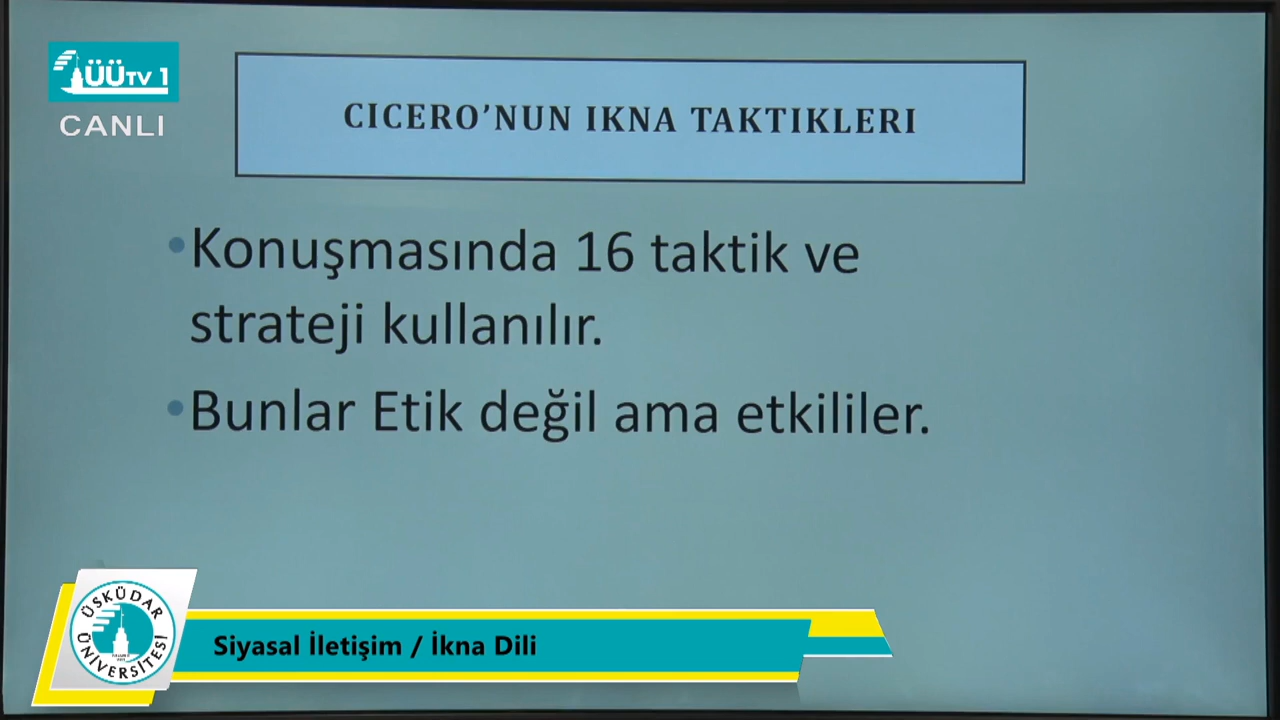 ÜÜTV 1
CANLI
CICERO'NUN IKNA TAKTIKLERI
•Konuşmasında 16 taktik ve
strateji kullanılır.
•Bunlar Etik değil ama etkililer.
ÜSKÜDAR
ÜNİVERSİTESİ
Siyasal İletişim / İkna Dili